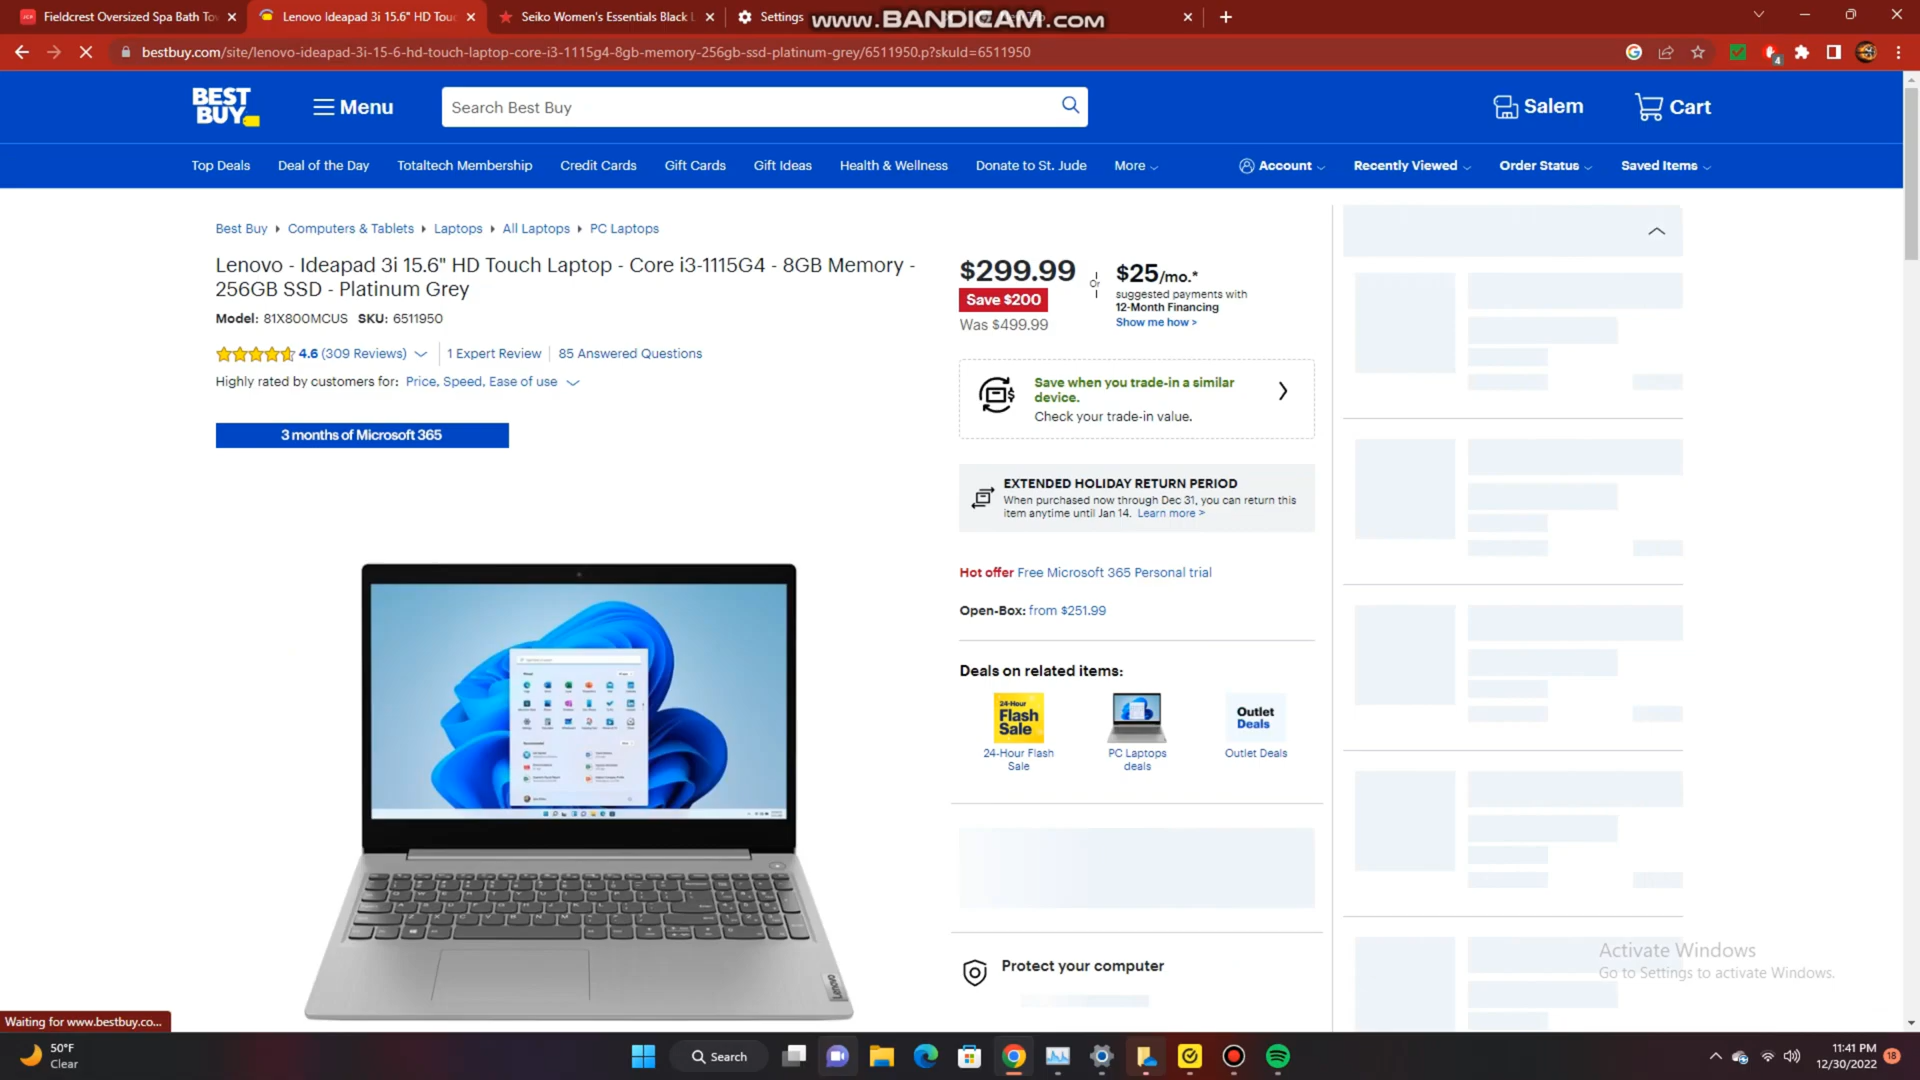 Fieldcrest Oversized Spa Bath To
Lenovo Ideapad 3i 15.6" HD Touc
Seiko Women's Essentials Black L
Settings
www.BANDICAM.com
bestbuy.com/site/lenovo-ideapad-3i-15-6-hd-touch-laptop-core-i3-1115g4-8gb-memory-256gb-ssd-platinum-grey/6511950.p?skuId=6511950
4
BEST BUY
Menu
Search Best Buy
Salem
Cart
Top Deals
Deal of the Day
Totaltech Membership
Credit Cards
Gift Cards
Gift Ideas
Health & Wellness
Donate to St. Jude
More
Account
Recently Viewed
Order Status
Saved Items
Best Buy
Computers & Tablets
Laptops
All Laptops
PC Laptops
Lenovo - Ideapad 3i 15.6" HD Touch Laptop - Core i3-1115G4 - 8GB Memory -
256GB SSD - Platinum Grey
Model: 81X800MCUS SKU: 6511950
4.6 (309 Reviews)
1 Expert Review
85 Answered Questions
Highly rated by customers for: Price, Speed, Ease of use
3 months of Microsoft 365
$299.99
Save $200
Was $499.99
Or
$25/mo.*
suggested payments with
12-Month Financing
Show me how >
Save when you trade-in a similar
device.
Check your trade-in value.
EXTENDED HOLIDAY RETURN PERIOD
When purchased now through Dec 31, you can return this
item anytime until Jan 14. Learn more >
Hot offer Free Microsoft 365 Personal trial
Open-Box: from $251.99
Deals on related items:
24-Hour
Flash
Sale
24-Hour Flash
Sale
PC Laptops
deals
Outlet
Deals
Outlet Deals
Protect your computer
Lenovo
Activate Windows
Go to Settings to activate Windows.
Waiting for www.bestbuy.co...
50°F
Clear
Search
11:41 PM
12/30/2022
18